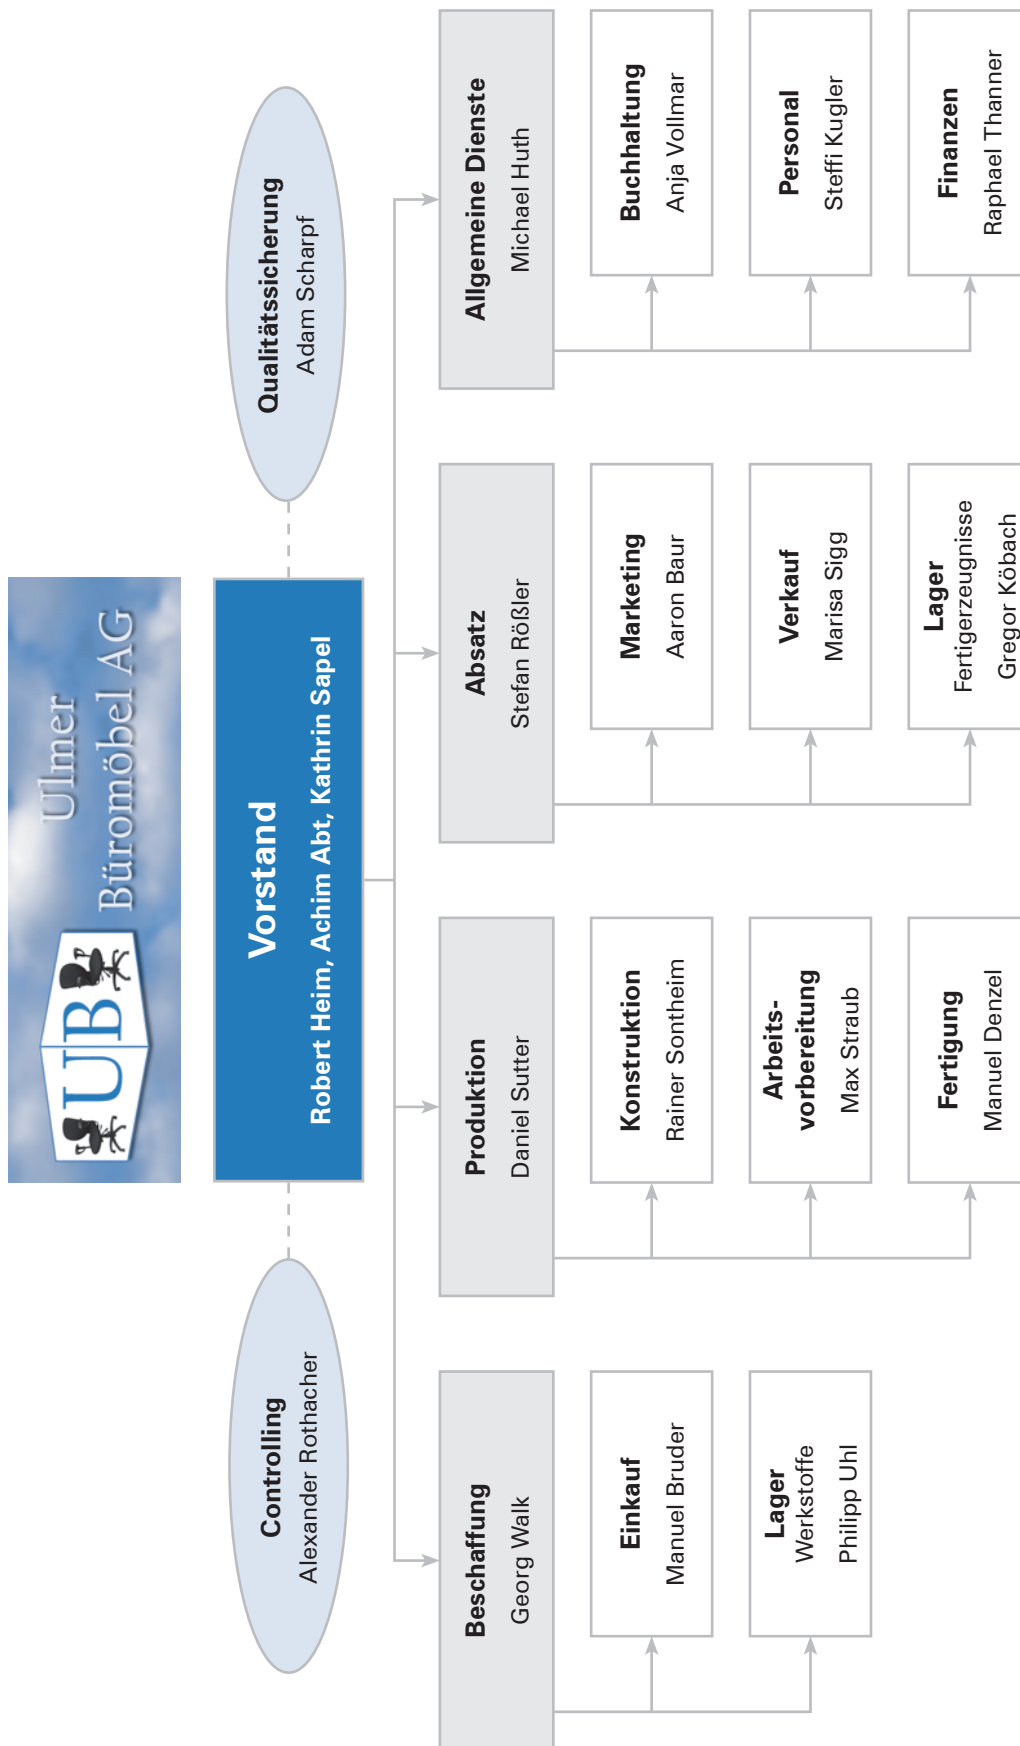 UB
Ulmer
Büromöbel AG
Controlling
Alexander Rothacher
Vorstand
Robert Heim, Achim Abt, Kathrin Sapel
Qualitätssicherung
Adam Scharpf
Beschaffung
Georg Walk
Einkauf
Manuel Bruder
Lager
Werkstoffe
Philipp Uhl
Produktion
Daniel Sutter
Konstruktion
Rainer Sontheim
Arbeits-
vorbereitung
Max Straub
Fertigung
Manuel Denzel
Absatz
Stefan Rößler
Marketing
Aaron Baur
Verkauf
Marisa Sigg
Lager
Fertigerzeugnisse
Gregor Köbach
Allgemeine Dienste
Michael Huth
Buchhaltung
Anja Vollmar
Personal
Steffi Kugler
Finanzen
Raphael Thanner